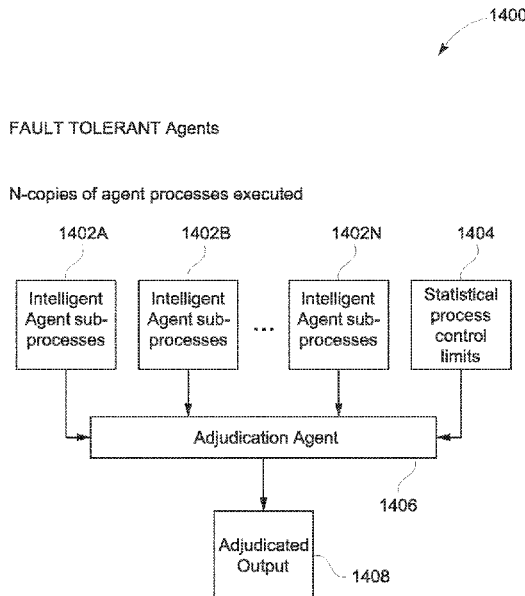 1400
FAULT TOLERANT Agents
N-copies of agent processes executed
1402A
1402B
1402N
1404
Intelligent
Agent sub-
processes
Intelligent
Agent sub-
processes
...
Intelligent
Agent sub-
processes
Statistical
process
control
limits
Adjudication Agent
1406
Adjudicated
Output
1408